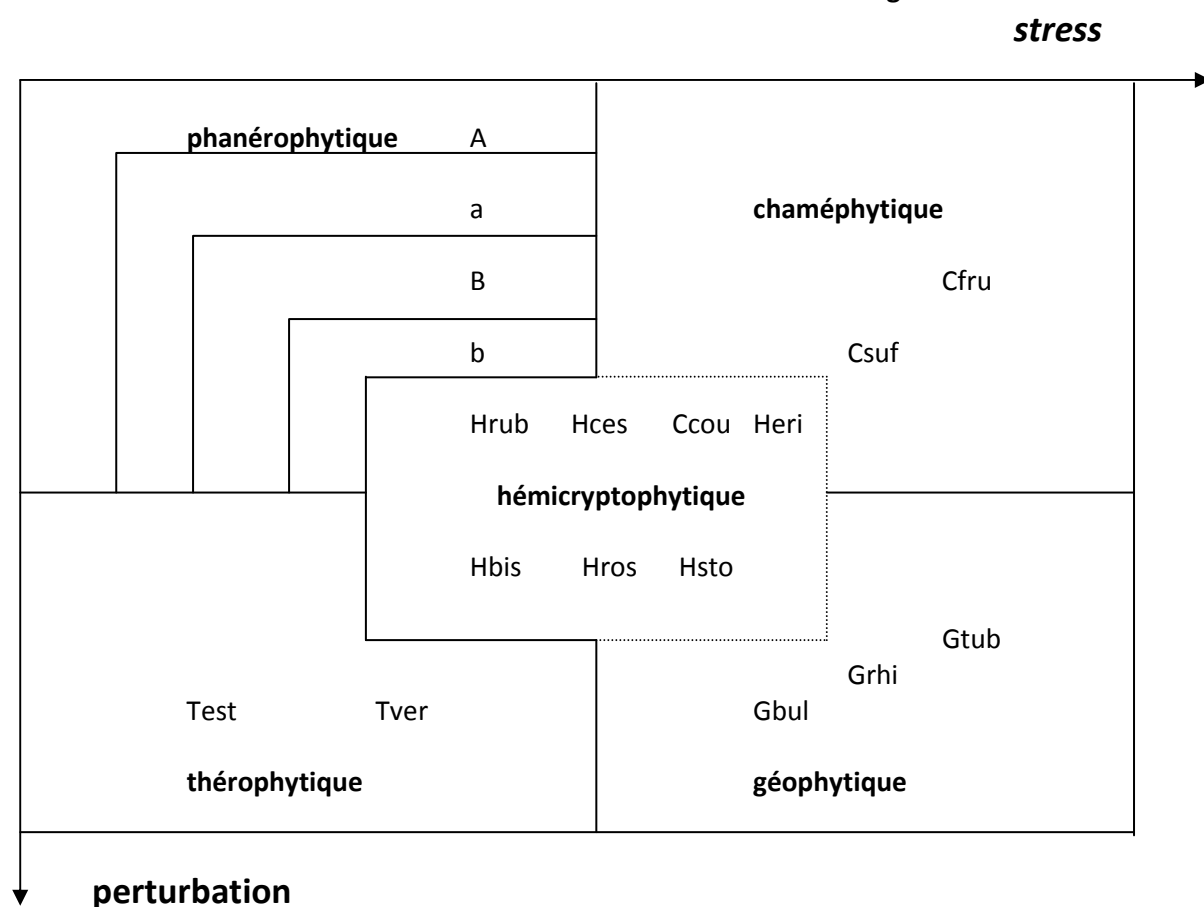 stress
phanérophytique A
a chaméphytique
B Cfru
b Csuf
Hrub Hces Ccou Heri
hémicryptophytique
Hbis Hros Hsto
Gtub
Grhi
Test Tver Gbul
thérophytique géophytique
perturbation